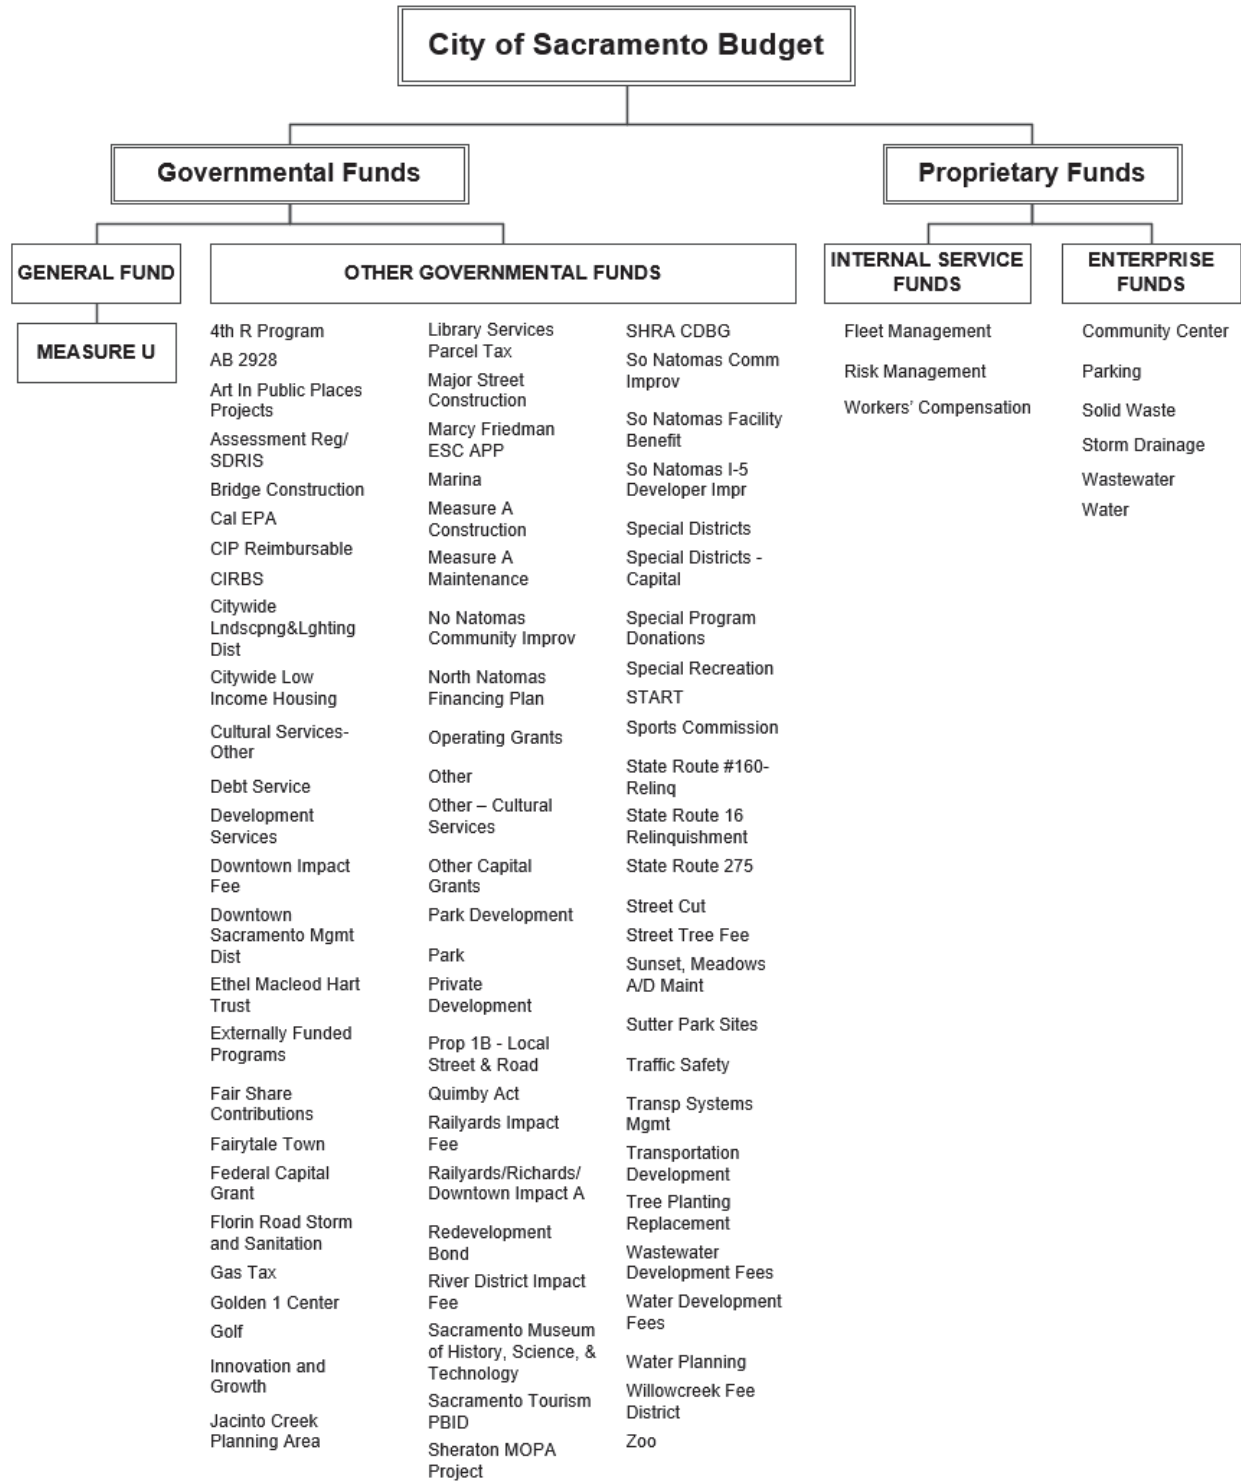 City of Sacramento Budget
Governmental Funds
Proprietary Funds
GENERAL FUND
MEASURE U
OTHER GOVERNMENTAL FUNDS
4th R Program
AB 2928
Art In Public Places
Projects
Assessment Reg/
SDRIS
Bridge Construction
Cal EPA
CIP Reimbursable
CIRBS
Citywide
Lndscpng&Lghting
Dist
Citywide Low
Income Housing
Cultural Services-
Other
Debt Service
Development
Services
Downtown Impact
Fee
Downtown
Sacramento Mgmt
Dist
Ethel Macleod Hart
Trust
Externally Funded
Programs
Fair Share
Contributions
Fairytale Town
Federal Capital
Grant
Florin Road Storm
and Sanitation
Gas Tax
Golden 1 Center
Golf
Innovation and
Growth
Jacinto Creek
Planning Area
Library Services
Parcel Tax
Major Street
Construction
Marcy Friedman
ESC APP
Marina
Measure A
Construction
Measure A
Maintenance
No Natomas
Community Improv
North Natomas
Financing Plan
Operating Grants
Other
Other – Cultural
Services
Other Capital
Grants
Park Development
Park
Private
Development
Prop 1B - Local
Street & Road
Quimby Act
Railyards Impact
Fee
Railyards/Richards/
Downtown Impact A
Redevelopment
Bond
River District Impact
Fee
Sacramento Museum
of History, Science, &
Technology
Sacramento Tourism
PBID
Sheraton MOPA
Project
SHRA CDBG
So Natomas Comm
Improv
So Natomas Facility
Benefit
So Natomas I-5
Developer Impr
Special Districts
Special Districts -
Capital
Special Program
Donations
Special Recreation
START
Sports Commission
State Route #160-
Relinq
State Route 16
Relinquishment
State Route 275
Street Cut
Street Tree Fee
Sunset, Meadows
A/D Maint
Sutter Park Sites
Traffic Safety
Transp Systems
Mgmt
Transportation
Development
Tree Planting
Replacement
Wastewater
Development Fees
Water Development
Fees
Water Planning
Willowcreek Fee
District
Zoo
INTERNAL SERVICE
FUNDS
Fleet Management
Risk Management
Workers’ Compensation
ENTERPRISE
FUNDS
Community Center
Parking
Solid Waste
Storm Drainage
Wastewater
Water